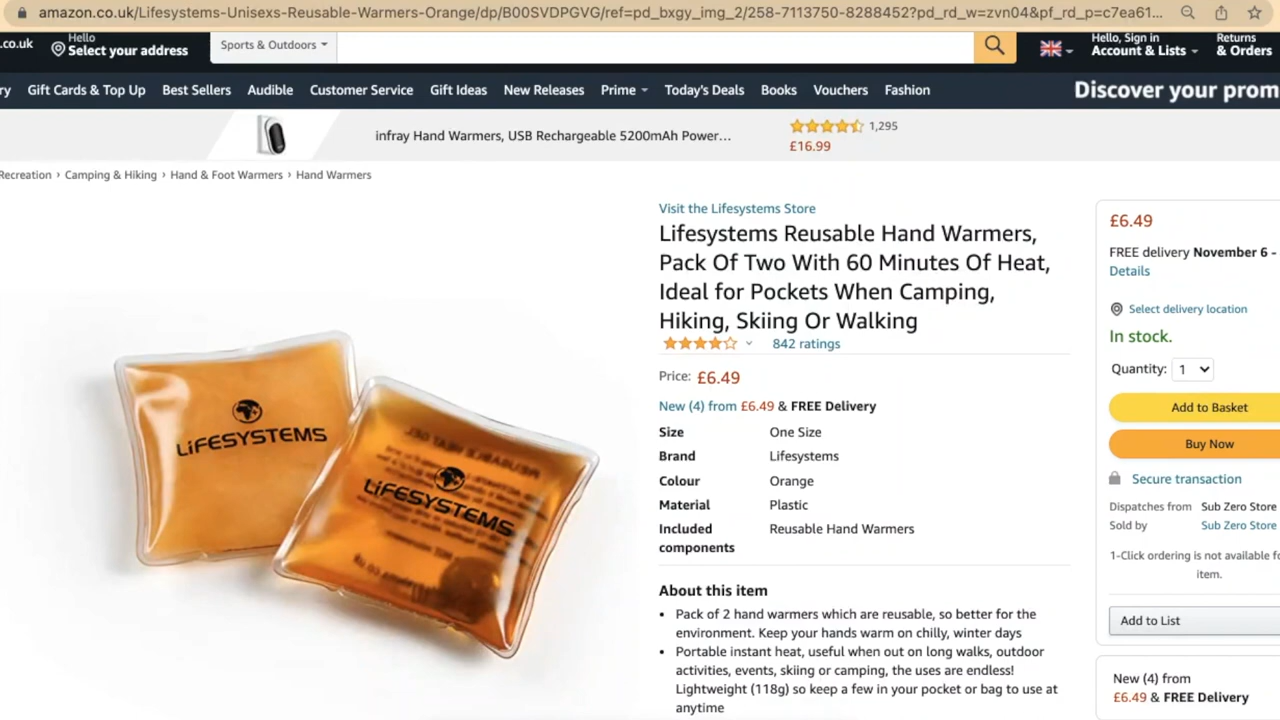 amazon.co.uk/Lifesystems-Unisexs-Reusable-Warmers-Orange/dp/B00SVDPGVG/ref=pd_bxgy_img_2/258-7113750-8288452?pd_rd_w=zvn04&pf_rd_p=c7ea61...
.co.uk
Hello
Select your address
Sports & Outdoors
Hello, Sign in
Account & Lists
Returns
& Orders
ry Gift Cards & Top Up Best Sellers Audible Customer Service Gift Ideas New Releases Prime Today's Deals Books Vouchers Fashion
Discover your prom
infray Hand Warmers, USB Rechargeable 5200mAh Power...
1,295
£16.99
Recreation › Camping & Hiking › Hand & Foot Warmers › Hand Warmers
LIFESYSTEMS
REUSABLE HEAT GEL
LIFESYSTEMS
Visit the Lifesystems Store
Lifesystems Reusable Hand Warmers,
Pack Of Two With 60 Minutes Of Heat,
Ideal for Pockets When Camping,
Hiking, Skiing Or Walking
842 ratings
Price: £6.49
New (4) from £6.49 & FREE Delivery
Size One Size
Brand Lifesystems
Colour Orange
Material Plastic
Included Reusable Hand Warmers
components
About this item
• Pack of 2 hand warmers which are reusable, so better for the
environment. Keep your hands warm on chilly, winter days
• Portable instant heat, useful when out on long walks, outdoor
activities, events, skiing or camping, the uses are endless!
Lightweight (118g) so keep a few in your pocket or bag to use at
anytime
£6.49
FREE delivery November 6 -
Details
Select delivery location
In stock.
Quantity: 1
Add to Basket
Buy Now
Secure transaction
Dispatches from Sub Zero Store
Sold by Sub Zero Store
1-Click ordering is not available fo
item.
Add to List
New (4) from
£6.49 & FREE Delivery